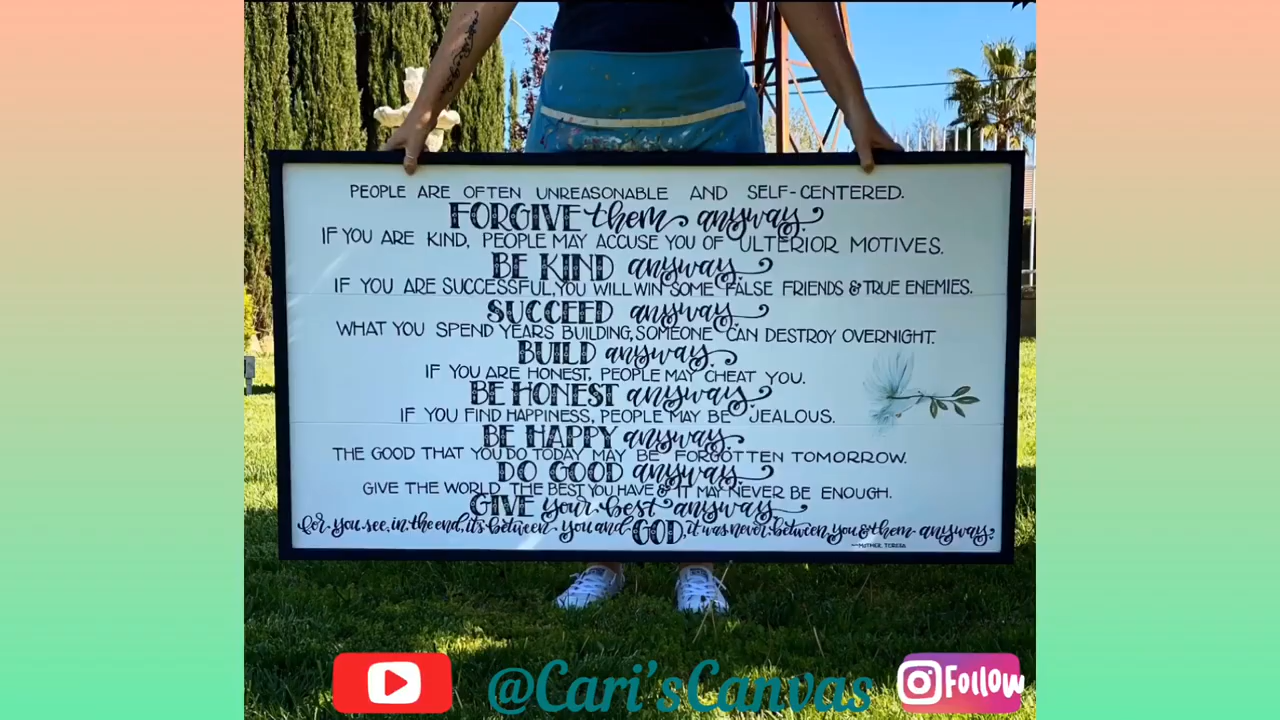 PEOPLE ARE OFTEN UNREASONABLE AND SELF-CENTERED.
FORGIVE them anyway.
IF YOU ARE KIND, PEOPLE MAY ACCUSE YOU OF ULTERIOR MOTIVES.
BE KIND anyway.
IF YOU ARE SUCCESSFUL, YOU WILL WIN SOME FALSE FRIENDS & TRUE ENEMIES.
SUCCEED anyway.
WHAT YOU SPEND YEARS BUILDING, SOMEONE CAN DESTROY OVERNIGHT.
BUILD anyway.
IF YOU ARE HONEST, PEOPLE MAY CHEAT YOU.
BE HONEST anyway.
IF YOU FIND HAPPINESS, PEOPLE MAY BE JEALOUS.
BE HAPPY anyway.
THE GOOD THAT YOU DO TODAY MAY BE FORGOTTEN TOMORROW.
DO GOOD anyway.
GIVE THE WORLD THE BEST YOU HAVE & IT MAY NEVER BE ENOUGH.
GIVE your best anyway.
for you see, in the end, it's between you and GOD, it was never between you & them anyway.
—MOTHER TERESA
@Cari'sCanvas
Follow